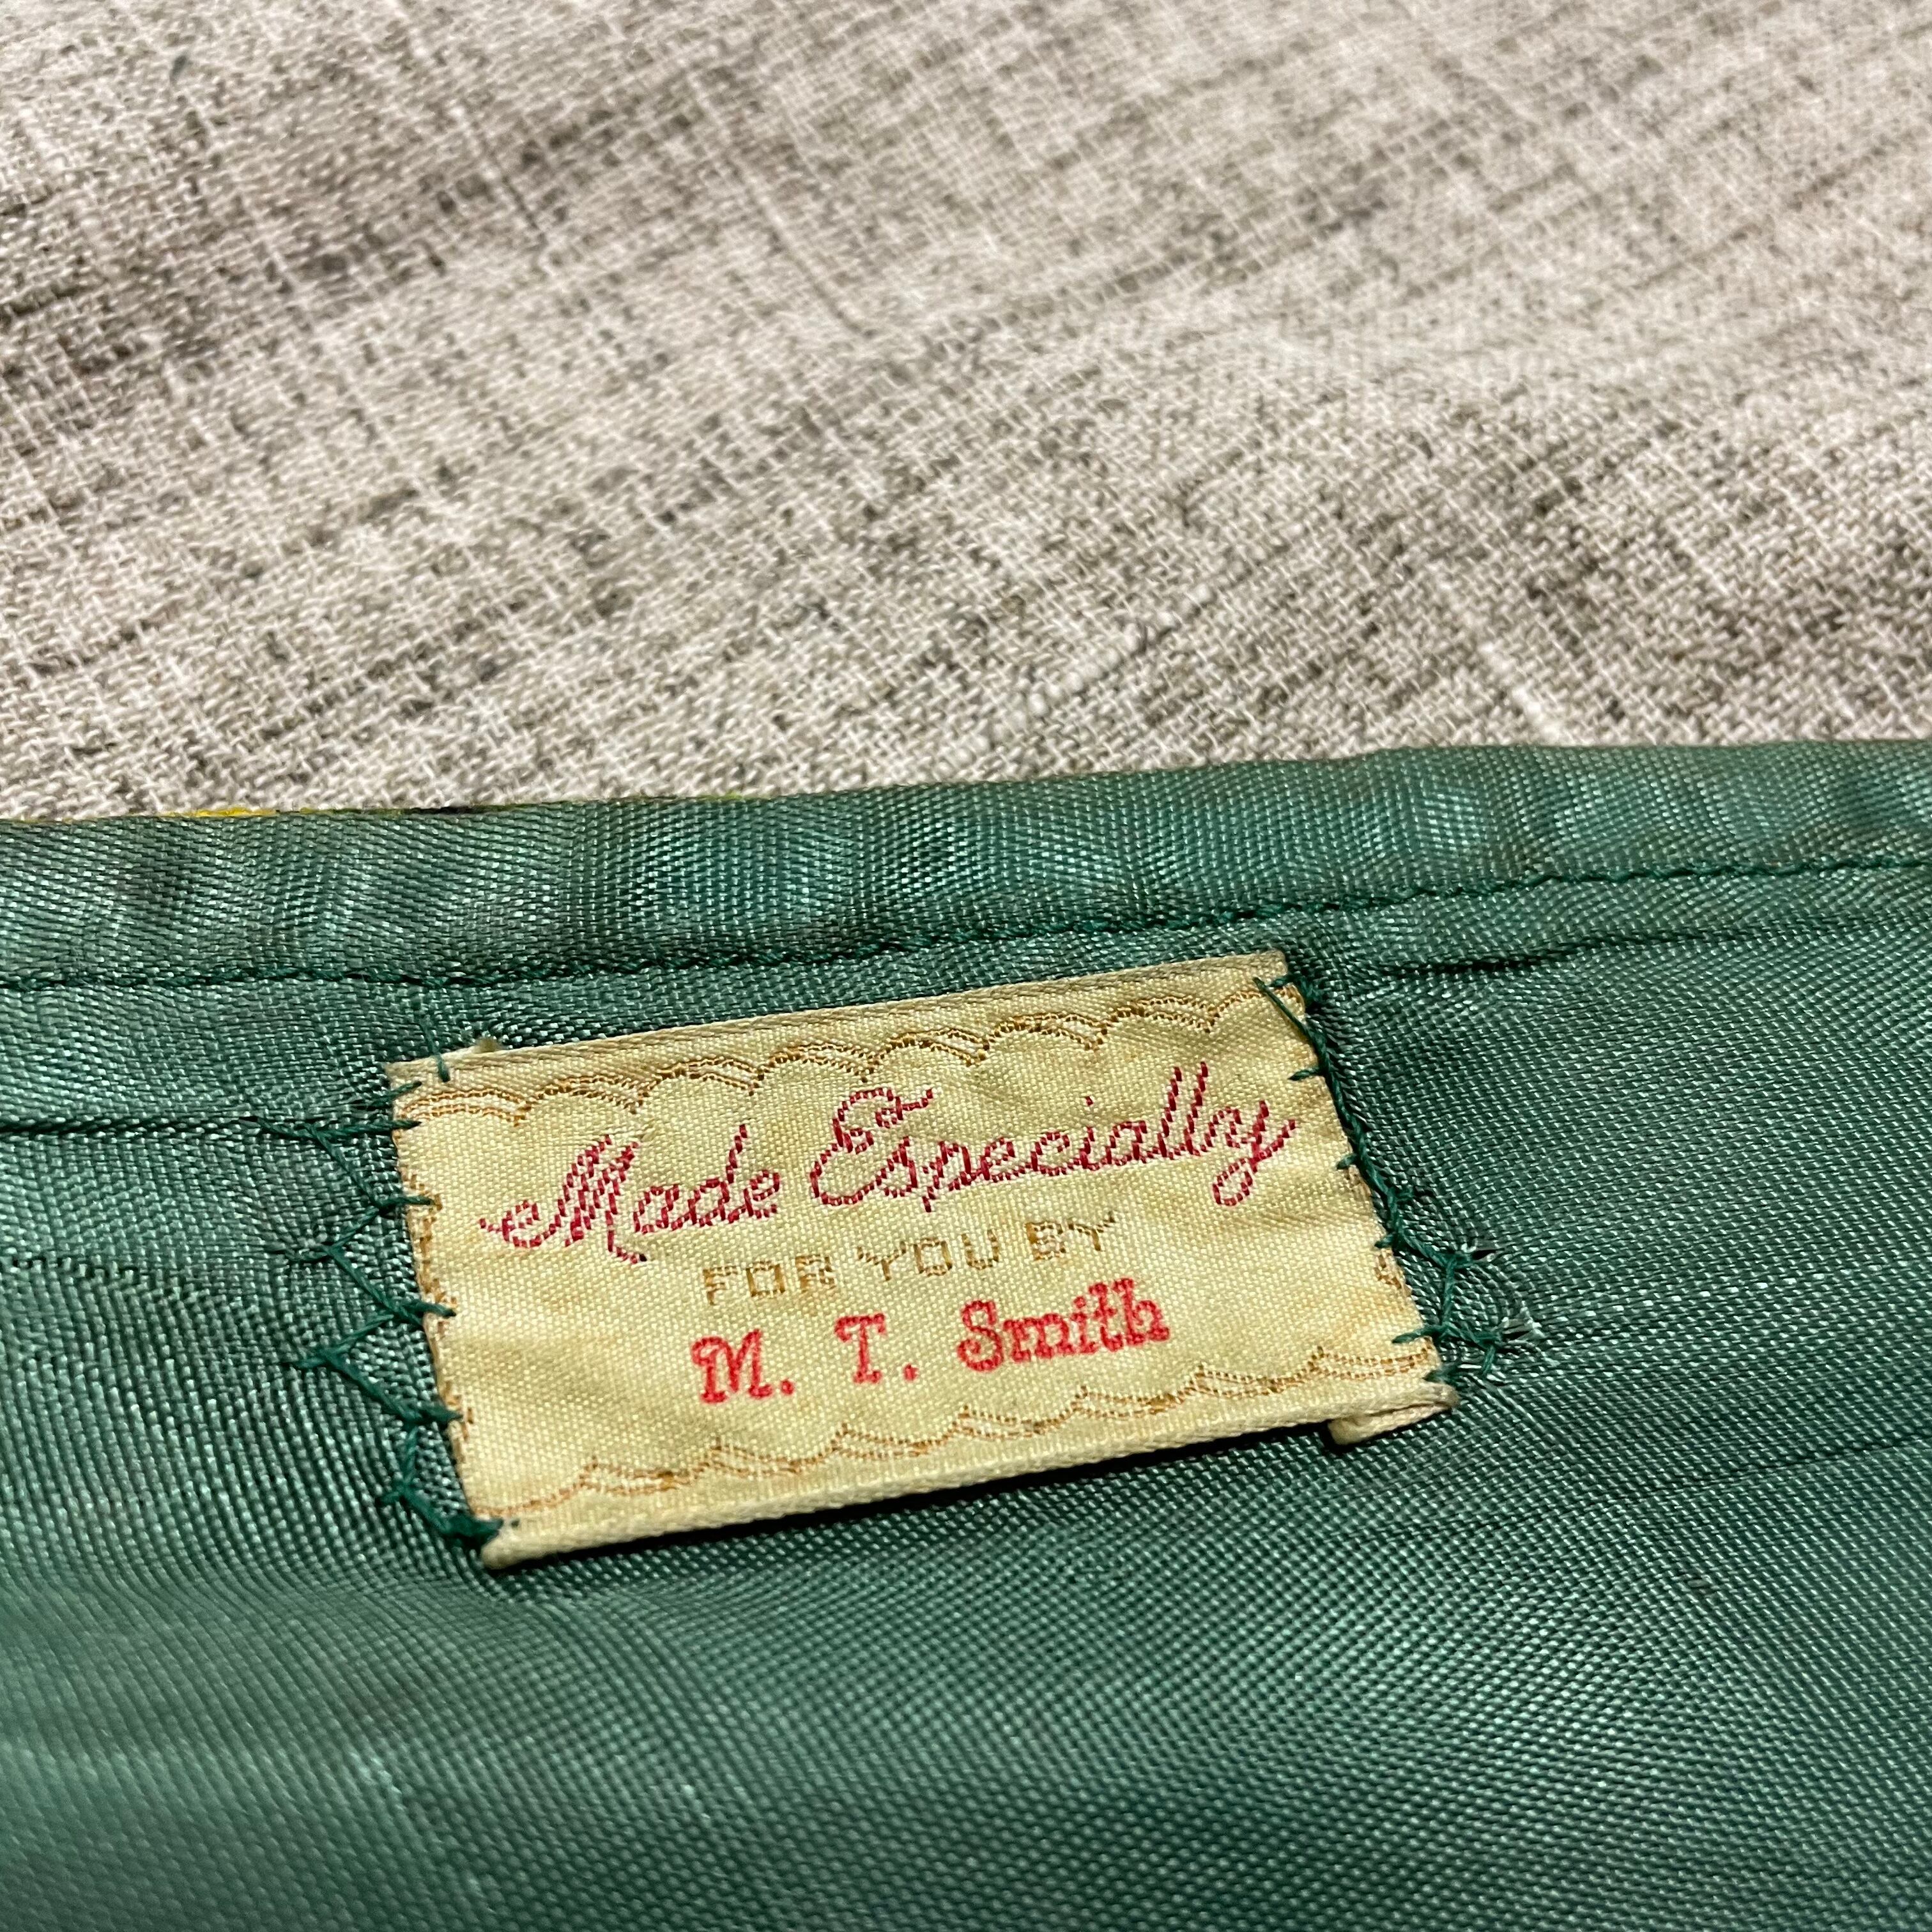 Made Especially
FOR YOU BY
M. T. Smith